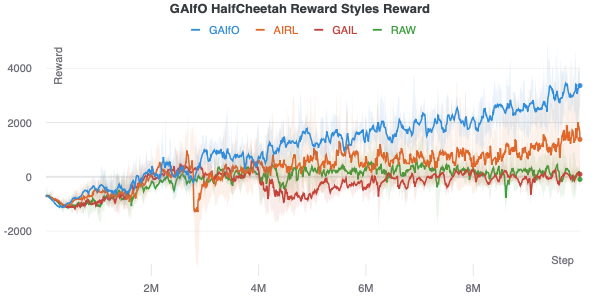 GAIfO HalfCheetah Reward Styles Reward
GAIfO AIRL GAIL RAW
Reward
4000
2000
0
-2000
Step
2M 4M 6M 8M